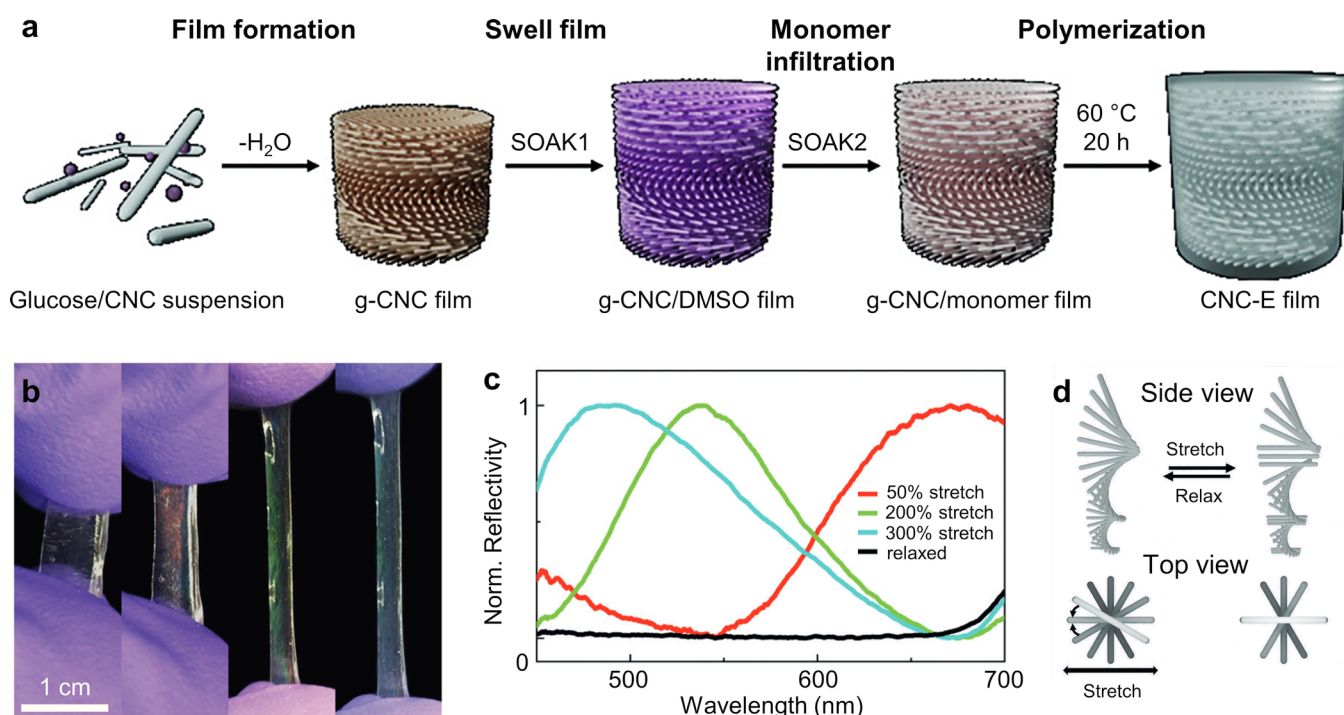 a
Film formation
Swell film
Monomer
infiltration
Polymerization
-H₂O
SOAK1
SOAK2
60 °C
20 h
Glucose/CNC suspension
g-CNC film
g-CNC/DMSO film
g-CNC/monomer film
CNC-E film
b
1 cm
c
Norm. Reflectivity
1
0
50% stretch
200% stretch
300% stretch
relaxed
500
600
700
Wavelength (nm)
d
Side view
Stretch
Relax
Top view
Stretch